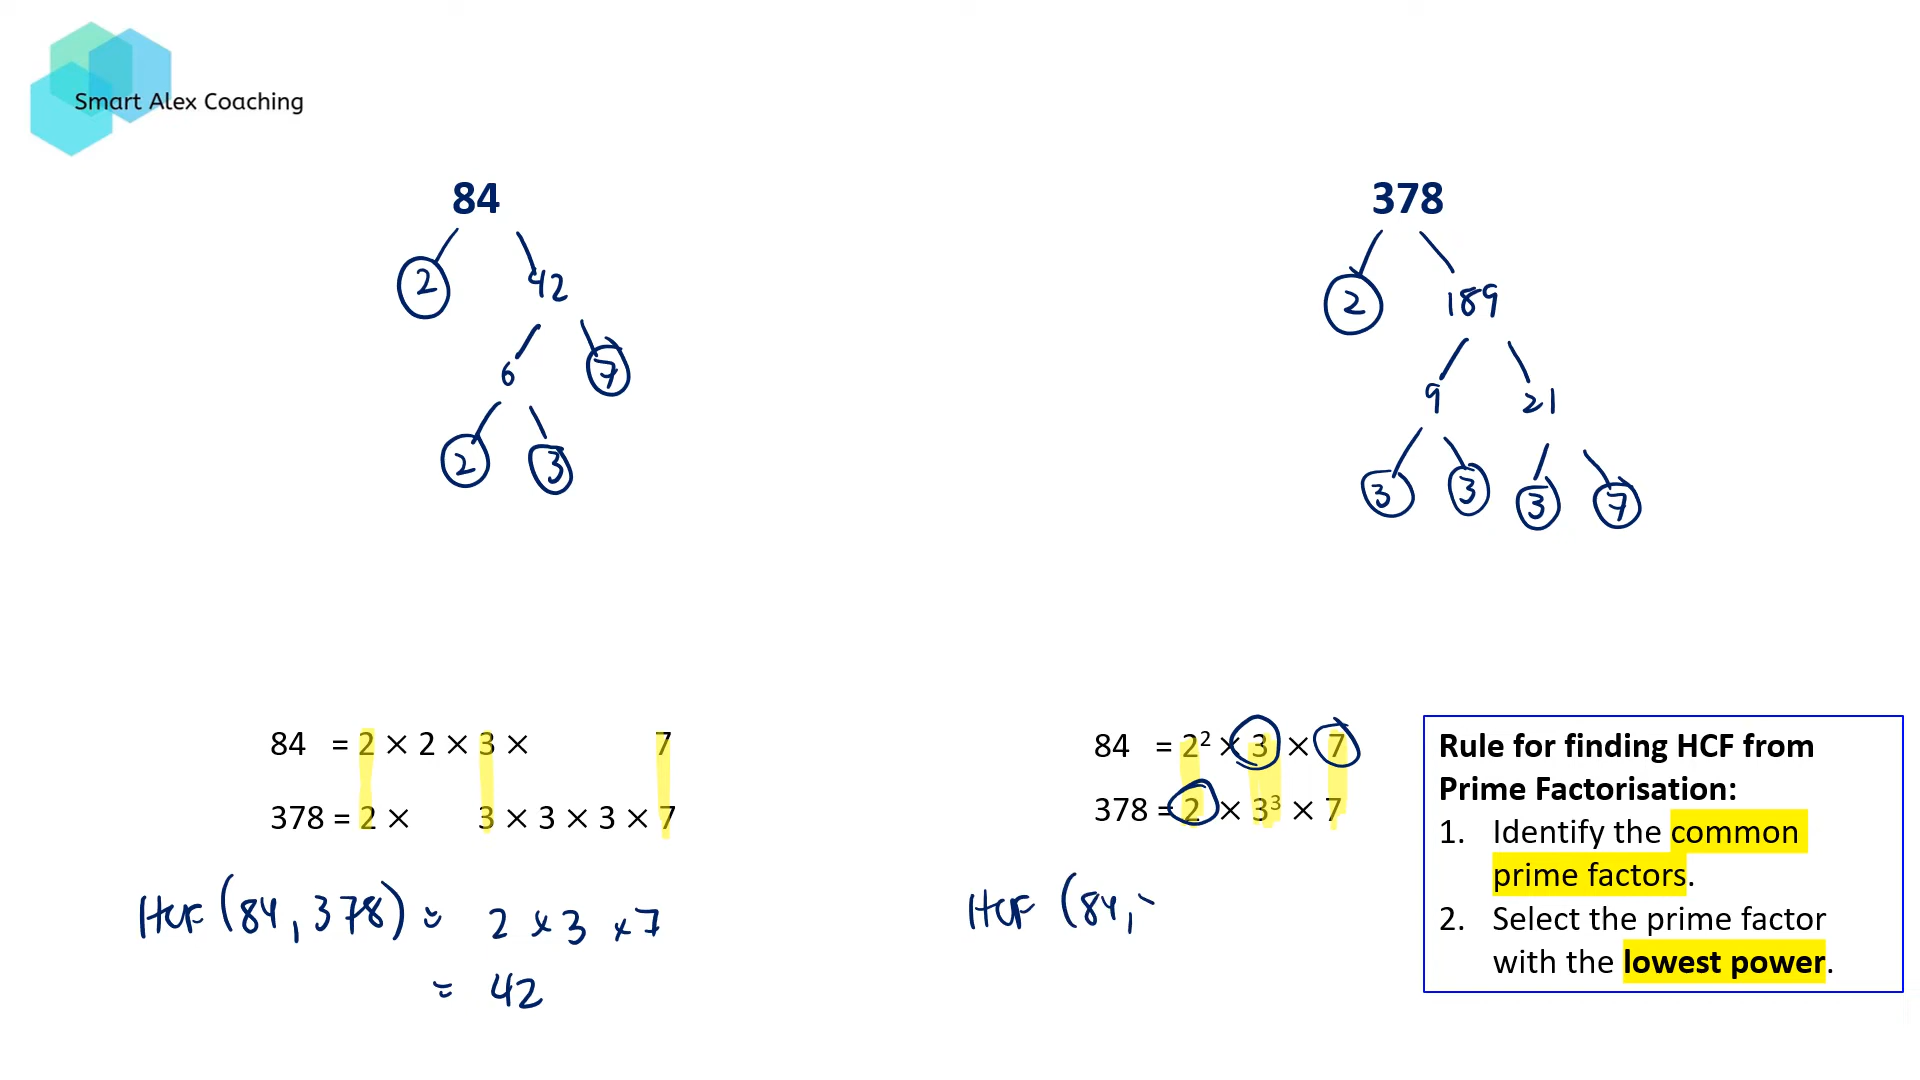 Smart Alex Coaching
84
2 42
6 7
2 3
378
2 189
9 21
3 3 3 7
84 = 2 × 2 × 3 × 7
378 = 2 × 3 × 3 × 3 × 7
HCF (84, 378) = 2 × 3 × 7
= 42
84 = 2² × 3 × 7
378 = 2 × 3³ × 7
HCF (84,
Rule for finding HCF from
Prime Factorisation:
1. Identify the common
prime factors.
2. Select the prime factor
with the lowest power.